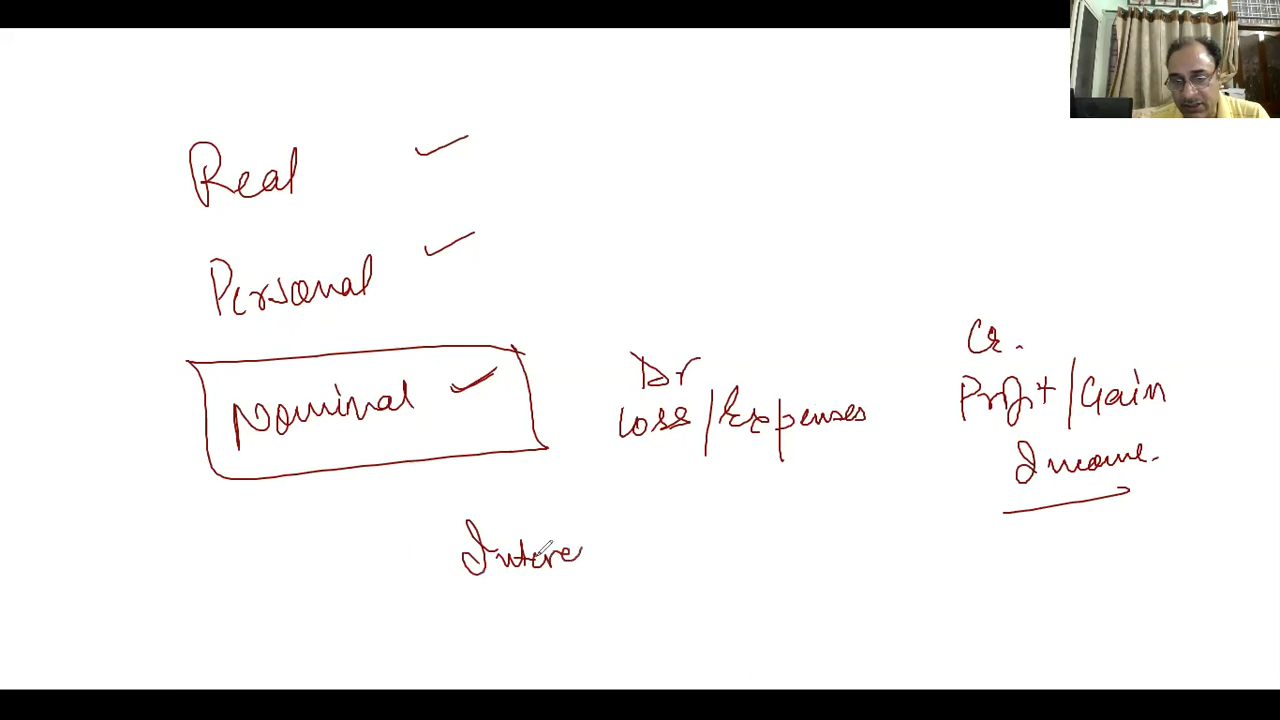 Real
Personal
Nominal
Dr
Loss/Expenses
Cr.
Profit/Gain
Income.
Intere